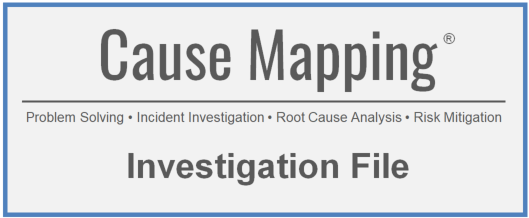 Cause Mapping®
Problem Solving • Incident Investigation • Root Cause Analysis • Risk Mitigation
Investigation File